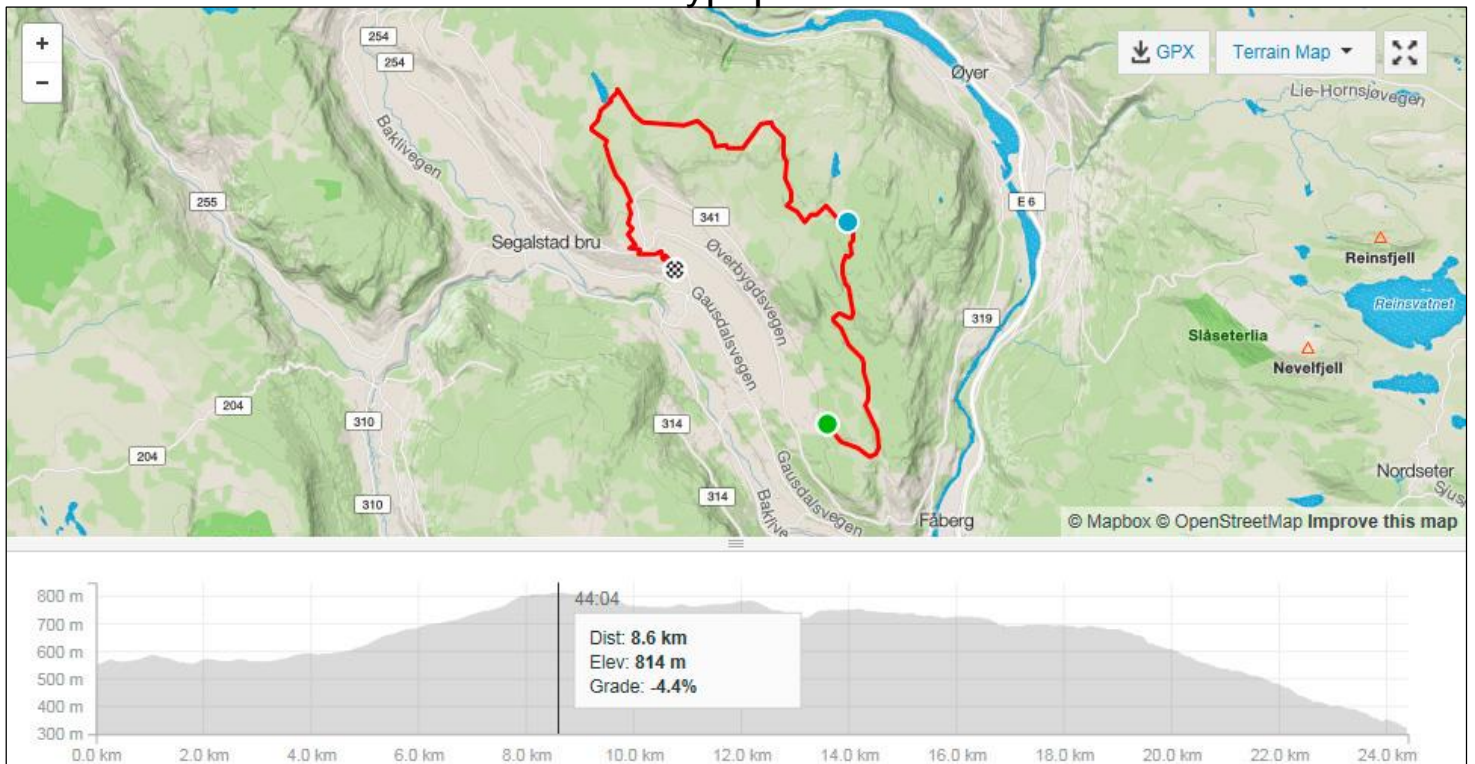 +
−
GPX
Terrain Map
254
254
Øyer
Lie-Hornsjøvegen
Baklivegen
255
341
E 6
Segalstad bru
Øverbygdsvegen
Reinsfjell
Gausdalsvegen
Reinsvatnet
319
Slåseterlia
Nevelfjell
204
310
314
204
Nordseter
Gausdalsvegen
314
310
Baklive
Sjuse
Fåberg
© Mapbox © OpenStreetMap Improve this map
800 m
700 m
600 m
500 m
400 m
300 m
44:04
Dist: 8.6 km
Elev: 814 m
Grade: -4.4%
0.0 km 2.0 km 4.0 km 6.0 km 8.0 km 10.0 km 12.0 km 14.0 km 16.0 km 18.0 km 20.0 km 22.0 km 24.0 km